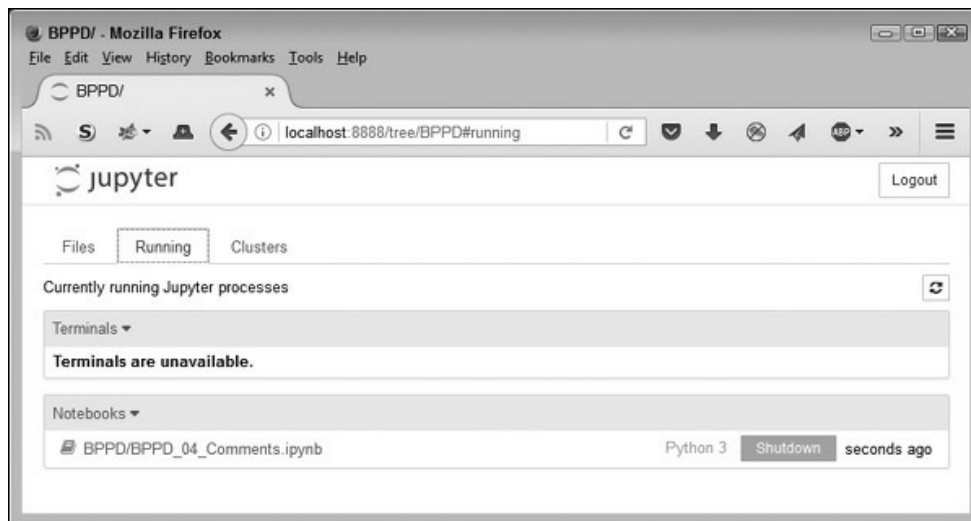 BPPD/ - Mozilla Firefox
File Edit View History Bookmarks Tools Help
BPPD/
S localhost:8888/tree/BPPD#running ABP
jupyter Logout
Files Running Clusters
Currently running Jupyter processes
Terminals
Terminals are unavailable.
Notebooks
BPPD/BPPD_04_Comments.ipynb Python 3 Shutdown seconds ago